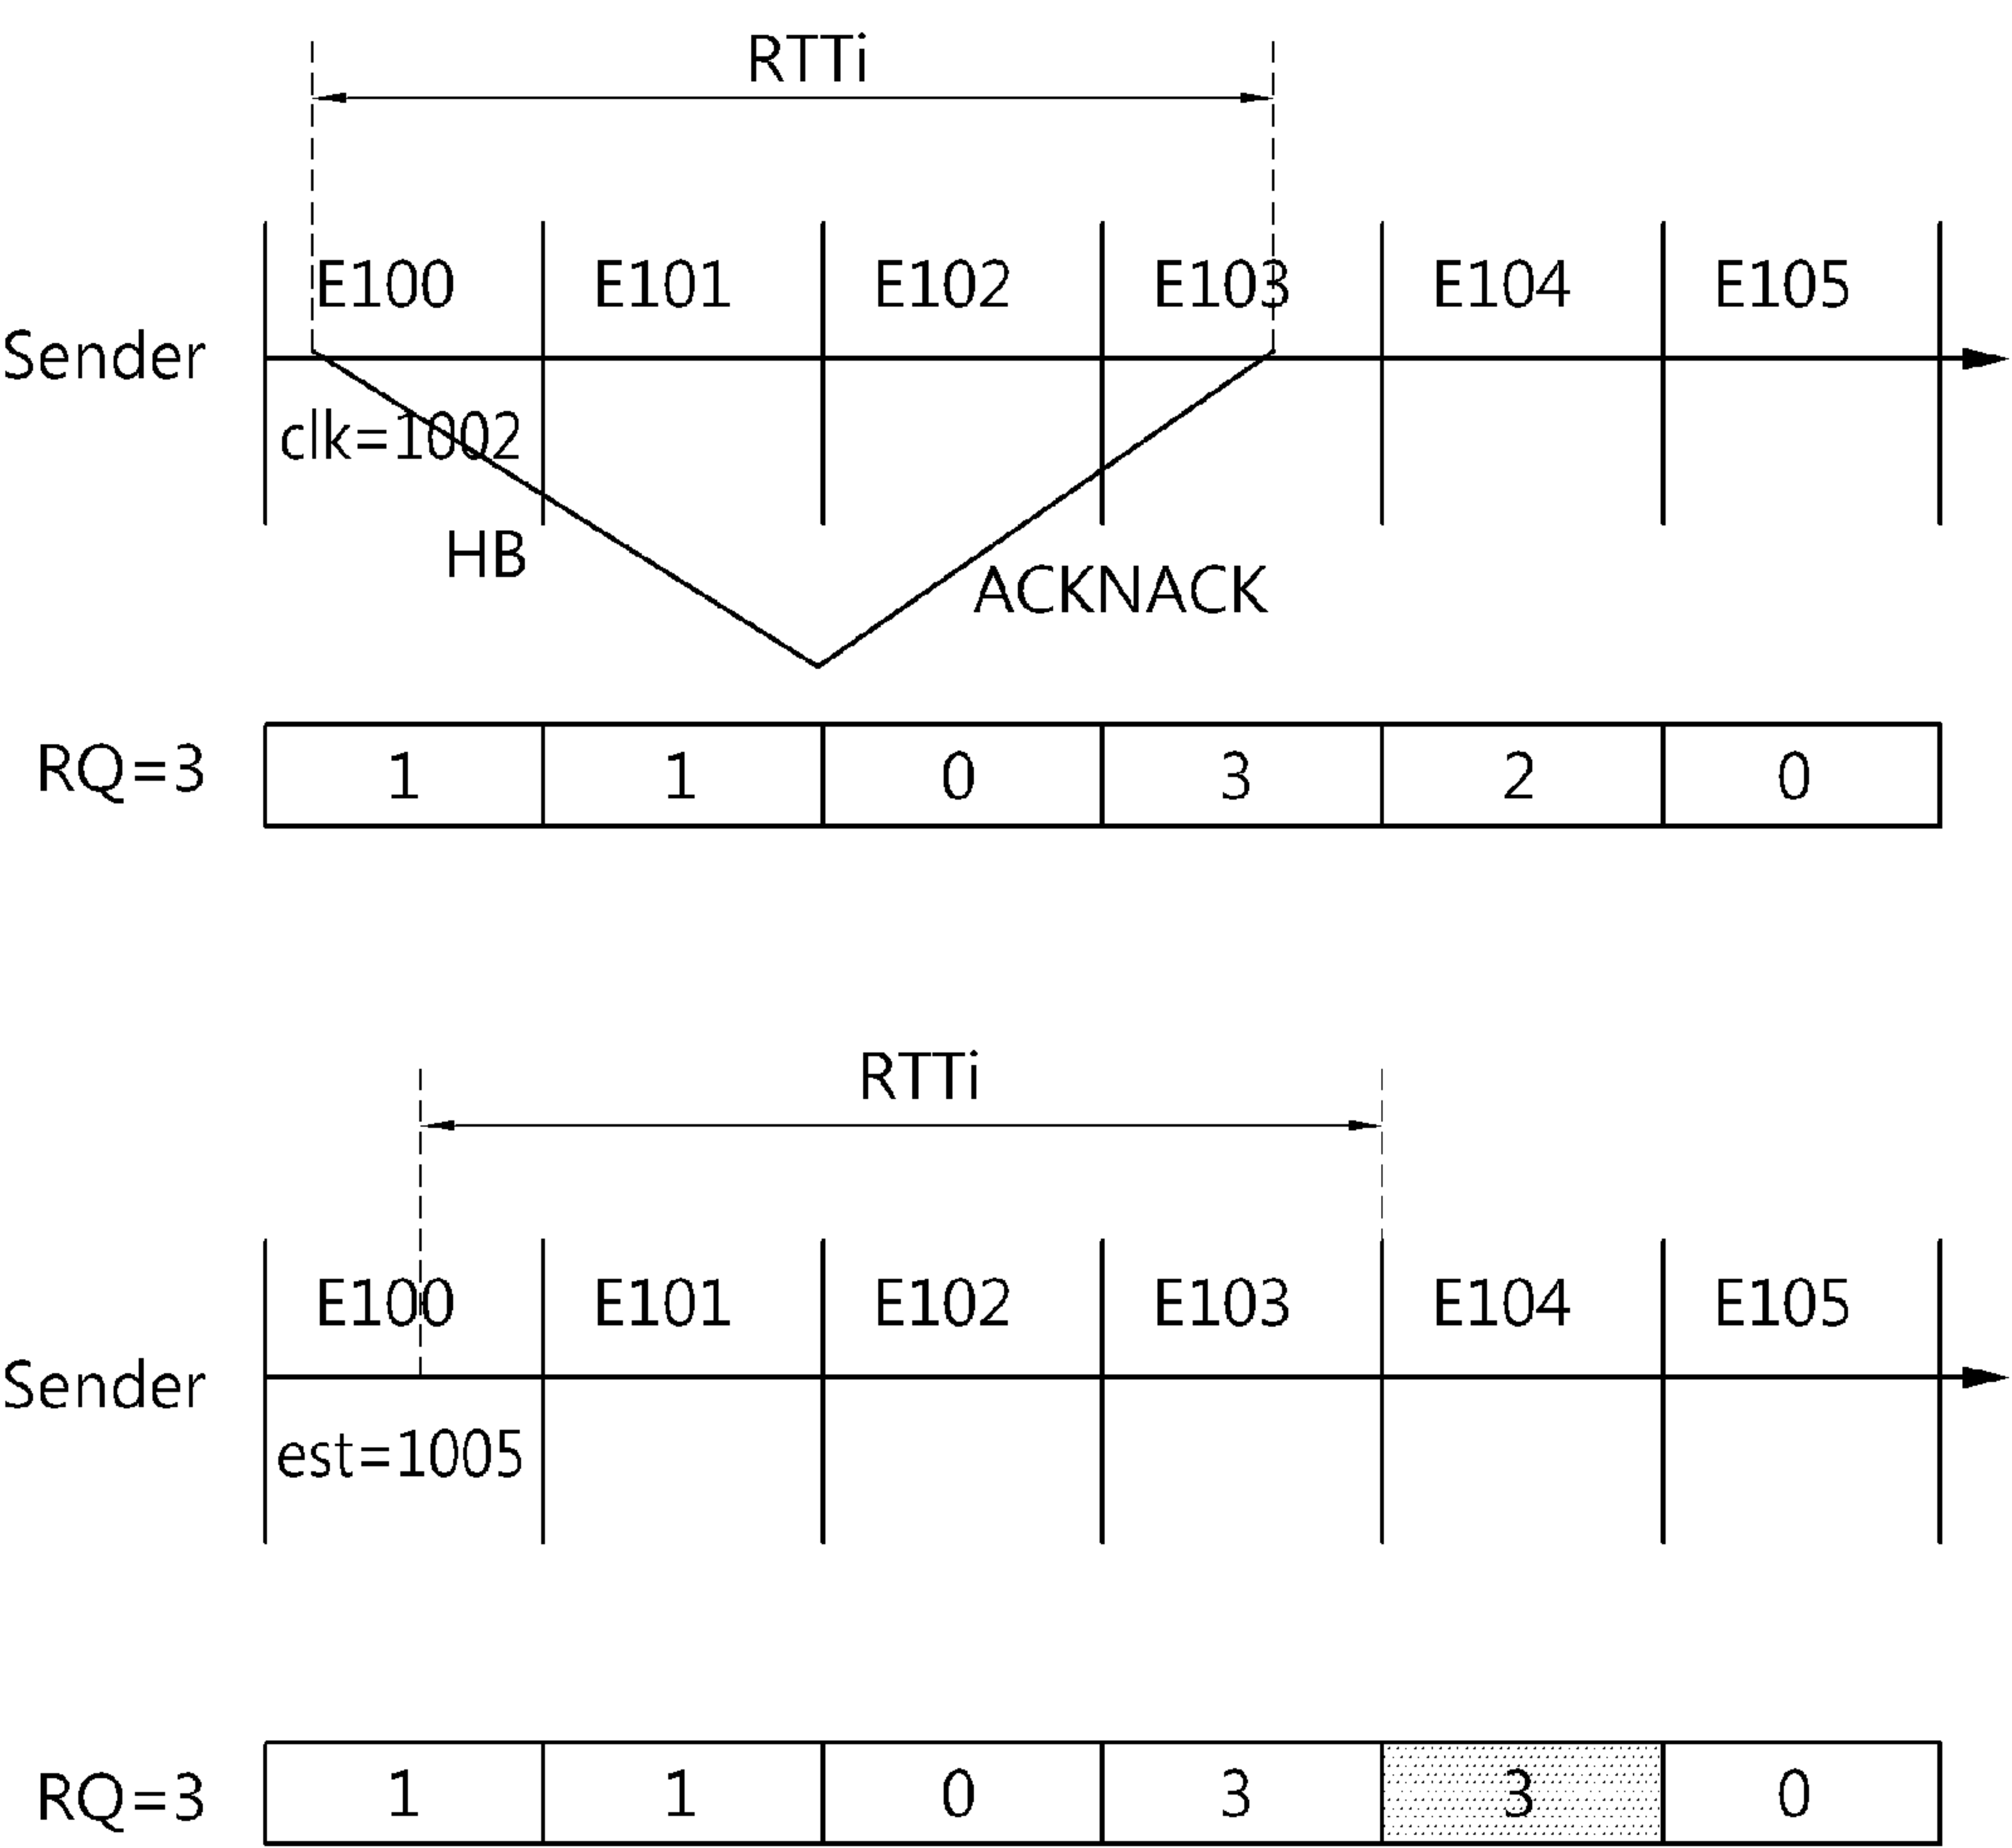 RTTi
E100 E101 E102 E103 E104 E105
Sender
clk=1002
HB
ACKNACK
RQ=3 1 1 0 3 2 0
RTTi
E100 E101 E102 E103 E104 E105
Sender
est=1005
RQ=3 1 1 0 3 3 0